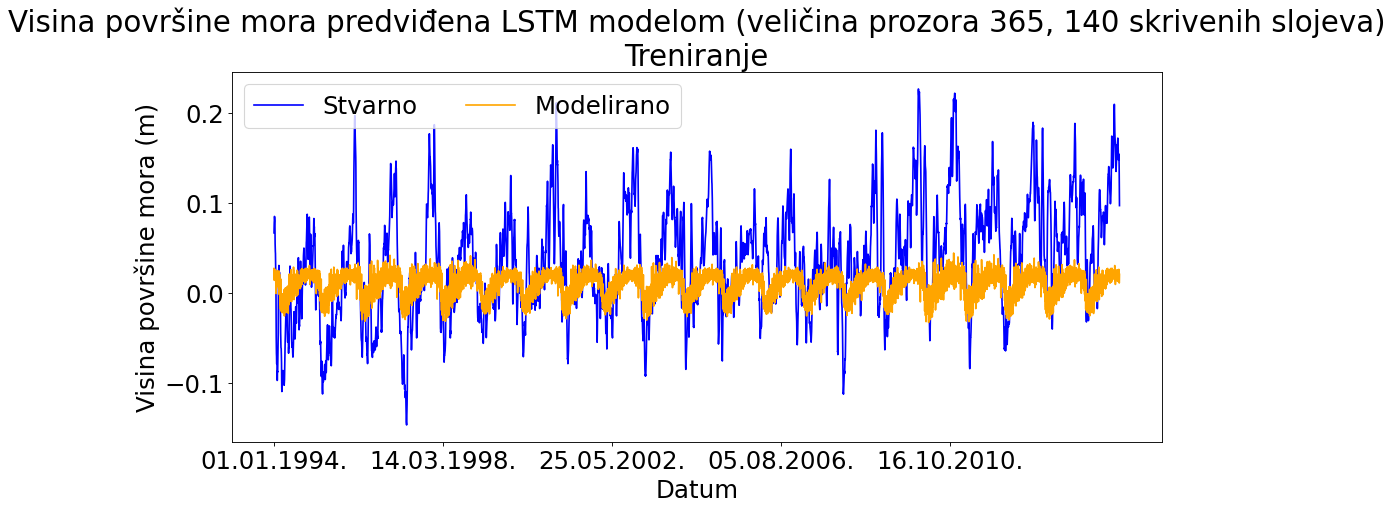 Visina površine mora predviđena LSTM modelom (veličina prozora 365, 140 skrivenih slojeva)
Treniranje
Stvarno
Modelirano
Visina površine mora (m)
0.2
0.1
0.0
−0.1
01.01.1994.
14.03.1998.
25.05.2002.
05.08.2006.
16.10.2010.
Datum